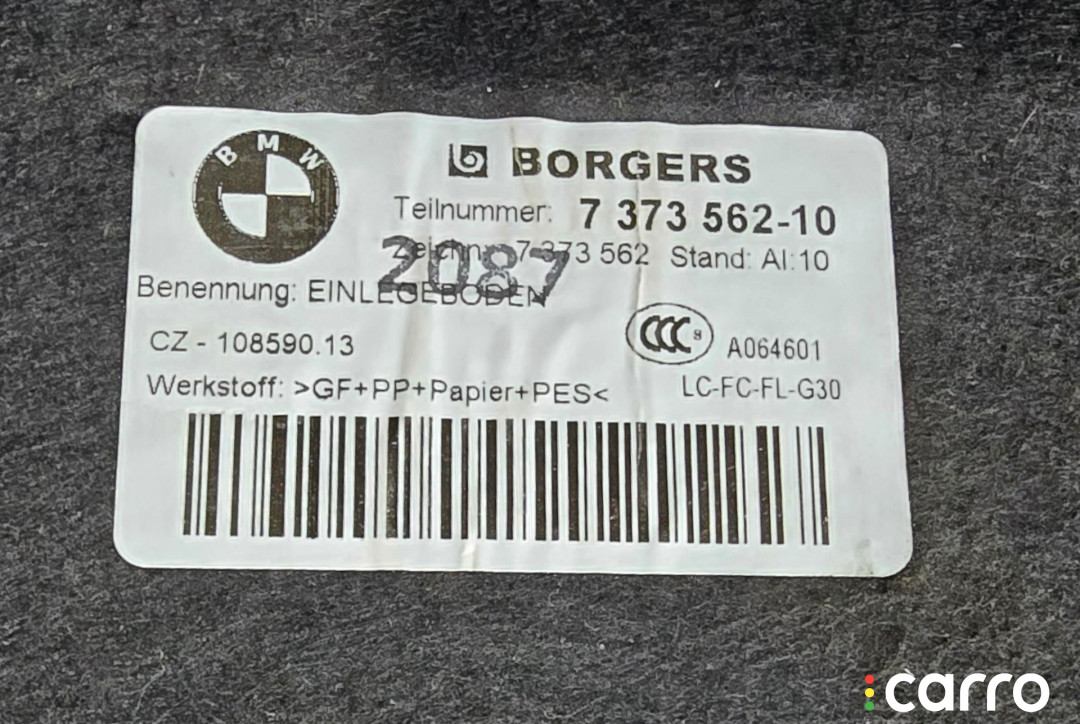 BMW
BORGERS
Teilnummer: 7 373 562-10
Zeichnr. 7 373 562 Stand: AI:10
2087
Benennung: EINLEGEBODEN
CCC S A064601
CZ - 108590.13
Werkstoff: >GF+PP+Papier+PES< LC-FC-FL-G30
carro